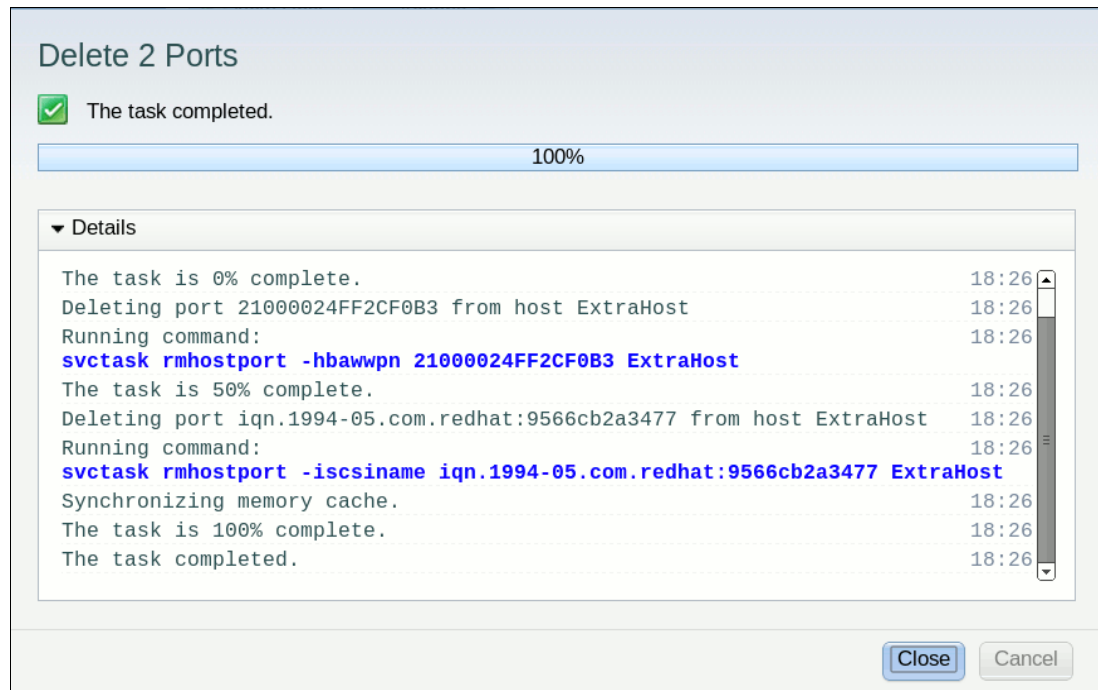 Delete 2 Ports
The task completed.
100%
Details
The task is 0% complete. 18:26
Deleting port 21000024FF2CF0B3 from host ExtraHost 18:26
Running command: 18:26
svctask rmhostport -hbawwpn 21000024FF2CF0B3 ExtraHost
The task is 50% complete. 18:26
Deleting port iqn.1994-05.com.redhat:9566cb2a3477 from host ExtraHost 18:26
Running command: 18:26
svctask rmhostport -iscsiname iqn.1994-05.com.redhat:9566cb2a3477 ExtraHost
Synchronizing memory cache. 18:26
The task is 100% complete. 18:26
The task completed. 18:26
Close Cancel